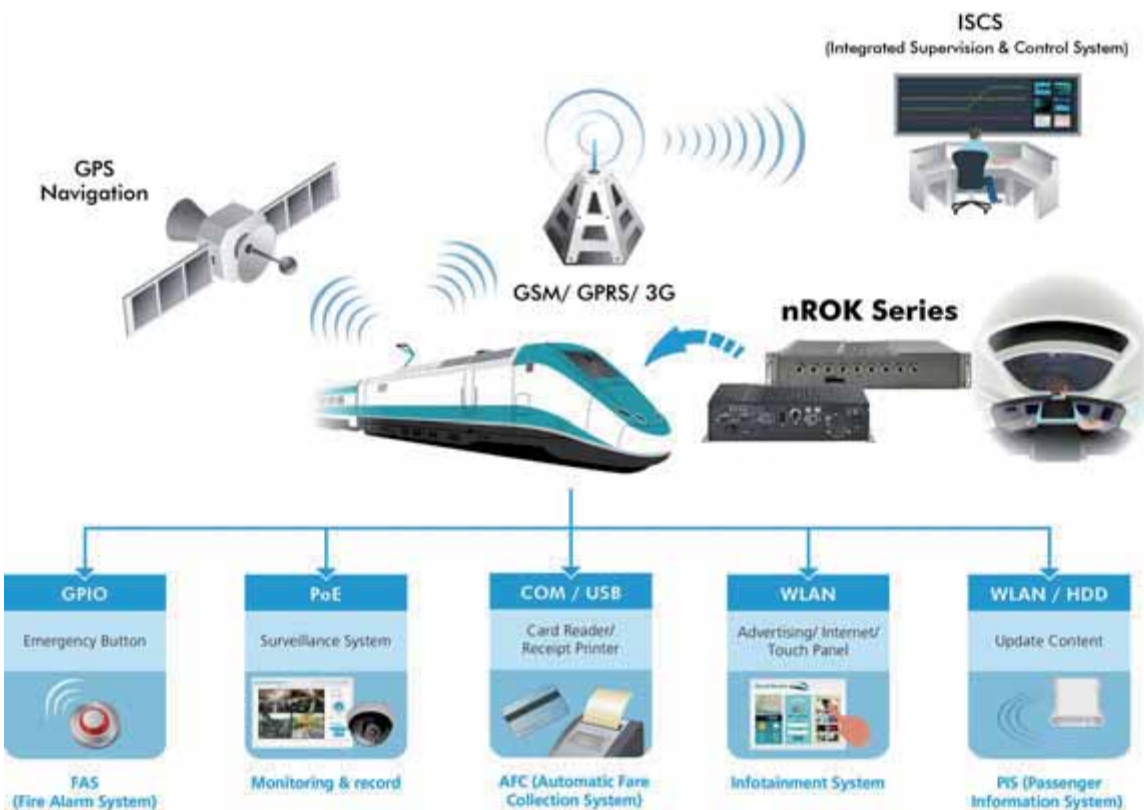 ISCS
(Integrated Supervision & Control System)
GPS
Navigation
GSM/ GPRS/ 3G
nROK Series
GPIO
Emergency Button
FAS
(Fire Alarm System)
PoE
Surveillance System
Monitoring & record
COM / USB
Card Reader/
Receipt Printer
AFC (Automatic Fare
Collection System)
WLAN
Advertising/ Internet/
Touch Panel
Infotainment System
WLAN / HDD
Update Content
PIS (Passenger
Information System)